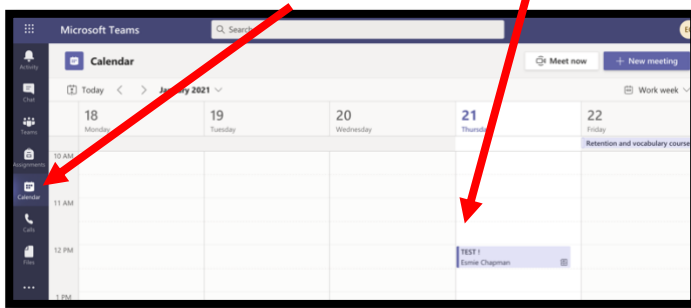 Microsoft Teams
Search
Activity
Calendar
Meet now
+ New meeting
Chat
Today < > January 2021
Work week
Teams
18
19
20
21
22
Monday
Tuesday
Wednesday
Thursday
Friday
Retention and vocabulary course
Assignments
10 AM
Calendar
11 AM
Calls
12 PM
TEST !
Esmie Chapman
Files
1 PM